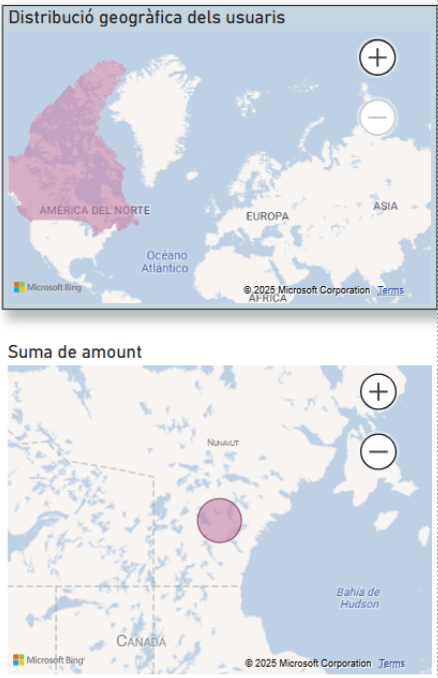 Distribució geogràfica dels usuaris
AMÉRICA DEL NORTE
EUROPA
ASIA
Océano
Atlántico
Microsoft Bing
© 2025 Microsoft Corporation Terms
ÁFRICA
Suma de amount
NUNAVUT
Bahía de
Hudson
CANADÁ
Microsoft Bing
© 2025 Microsoft Corporation Terms